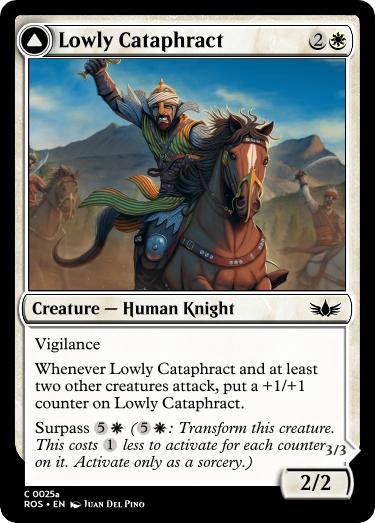 Lowly Cataphract 2
Creature — Human Knight
Vigilance
Whenever Lowly Cataphract and at least
two other creatures attack, put a +1/+1
counter on Lowly Cataphract.
Surpass 5 (5: Transform this creature.
This costs 1 less to activate for each counter
on it. Activate only as a sorcery.)
3/3
2/2
C 0025a
ROS • EN Juan Del Pino